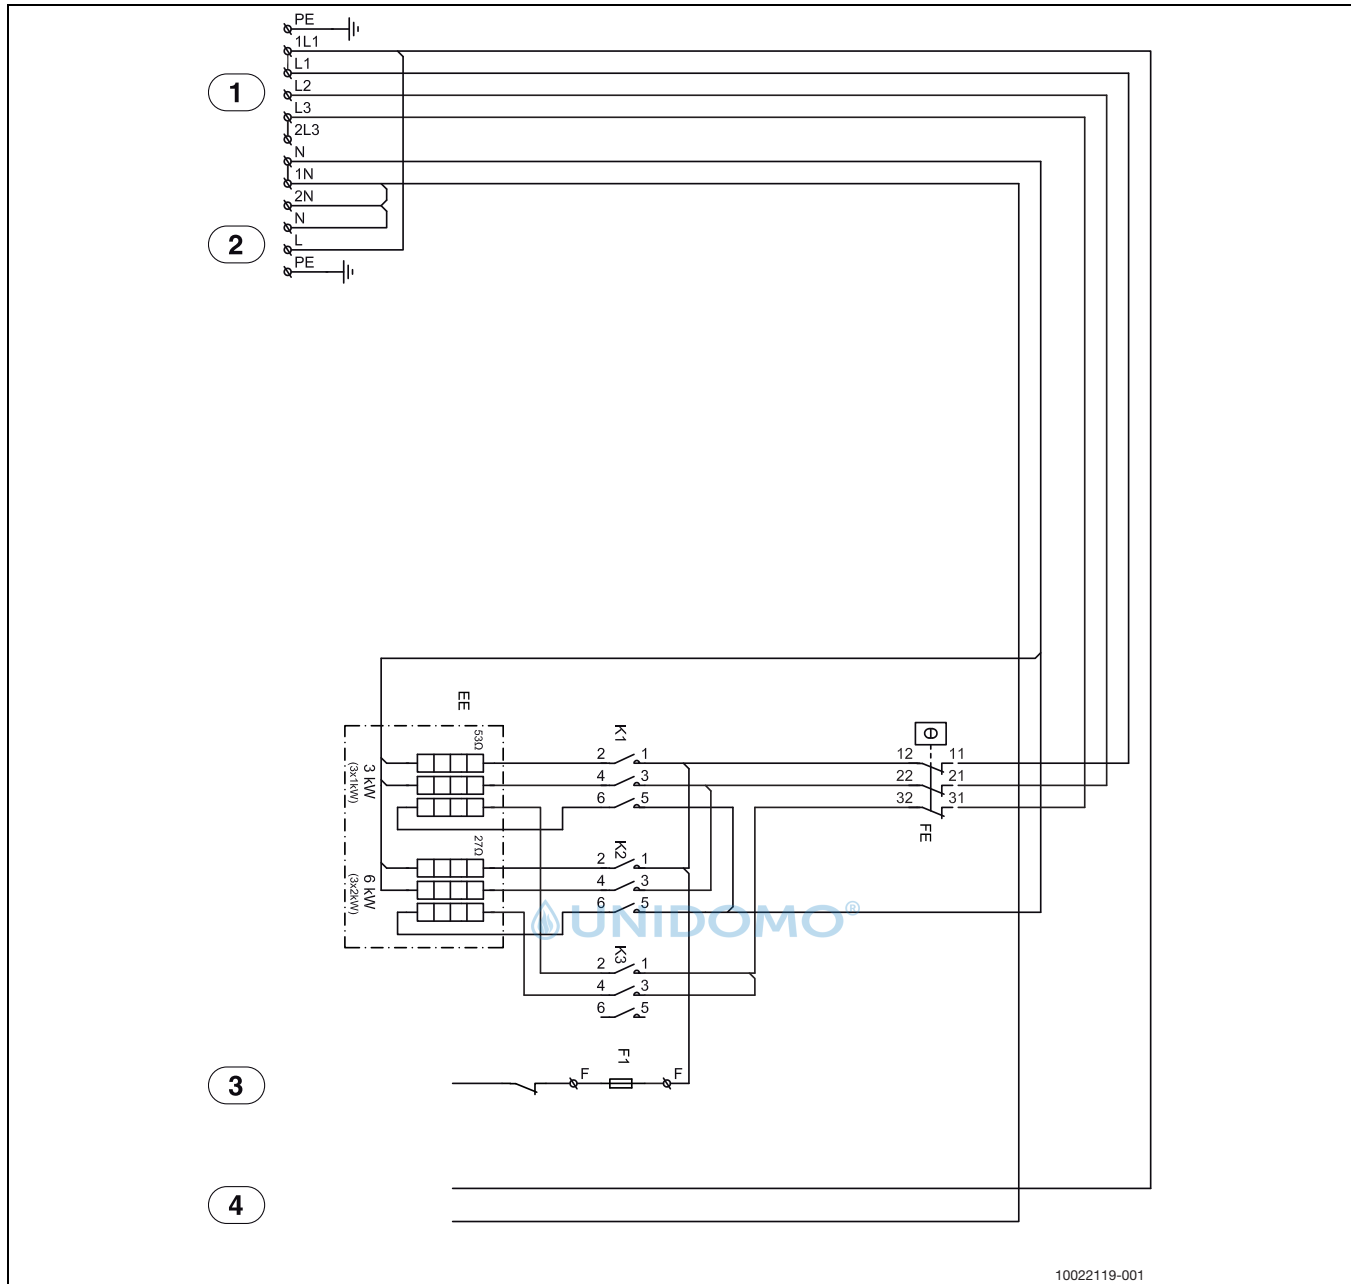 PE
1L1
L1
1
L2
L3
2L3
N
1N
2N
N
2
L
PE
EE
53Ω
3 kW
(3x1kW)
27Ω
6 kW
(3x2kW)
K1
2 1
4 3
6 5
K2
2 1
4 3
6 5
K3
2 1
4 3
6 5
Θ
12 11
22 21
32 31
FE
UNIDOMO®
F1
3
F F
4
10022119-001